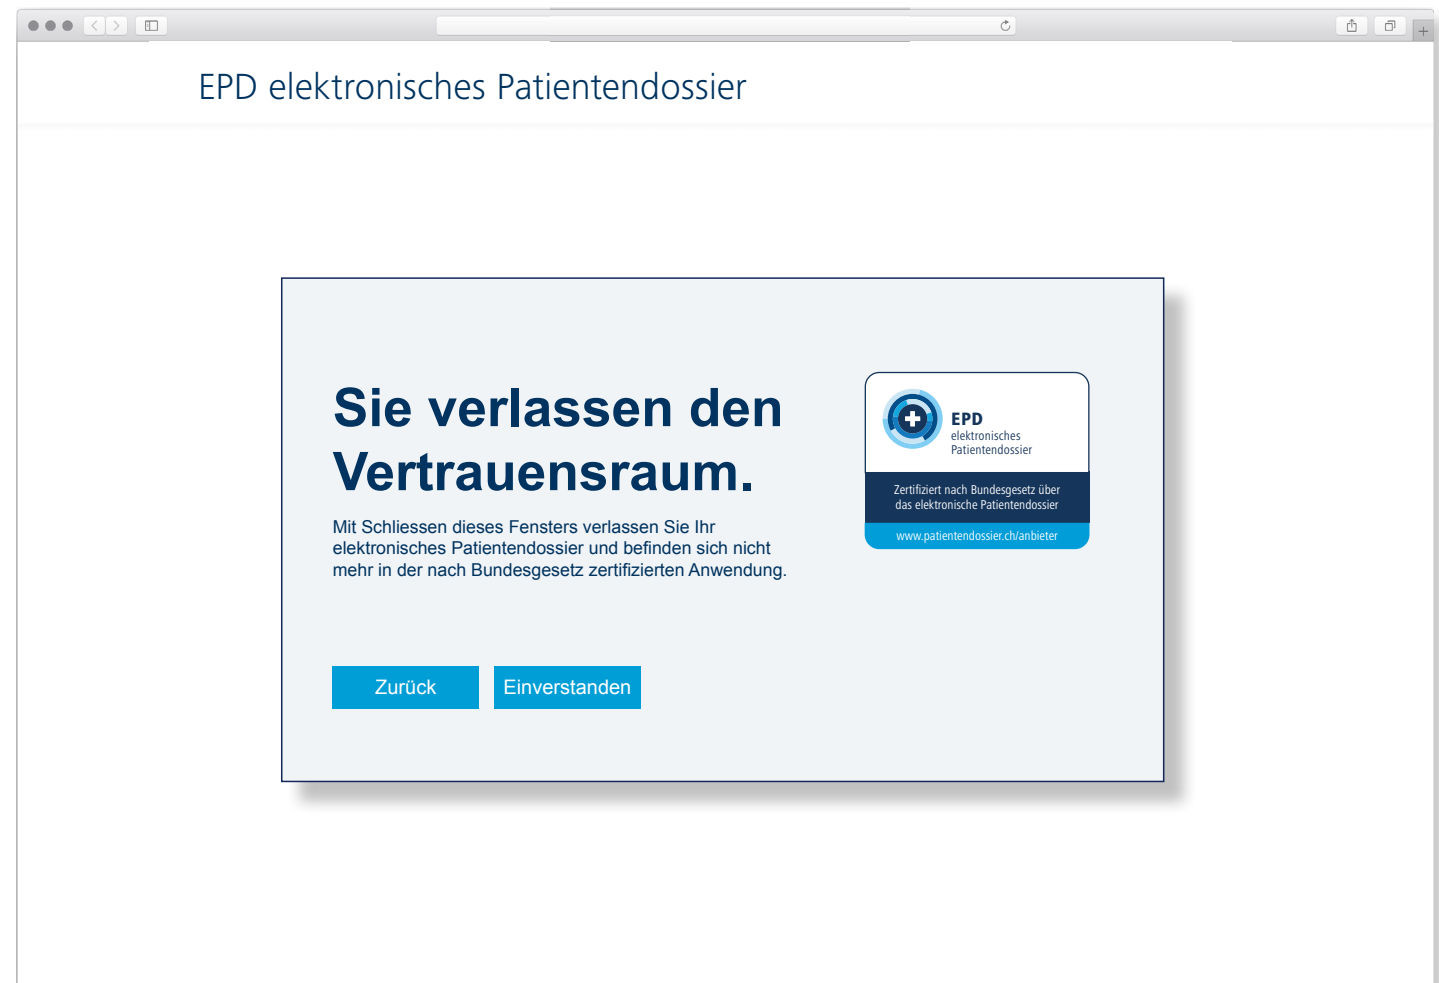 EPD elektronisches Patientendossier
Sie verlassen den
Vertrauensraum.
Mit Schliessen dieses Fensters verlassen Sie Ihr
elektronisches Patientendossier und befinden sich nicht
mehr in der nach Bundesgesetz zertifizierten Anwendung.
Zurück
Einverstanden
EPD
elektronisches
Patientendossier
Zertifiziert nach Bundesgesetz über
das elektronische Patientendossier
www.patientendossier.ch/anbieter